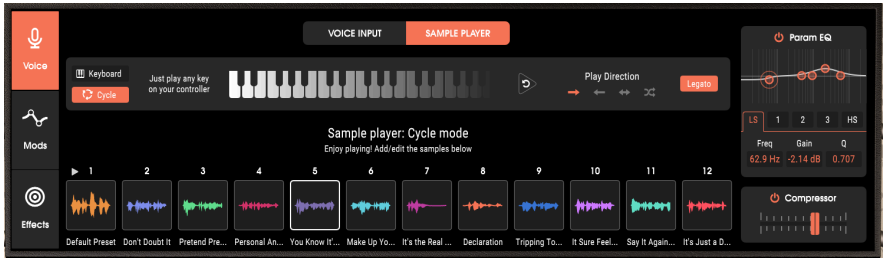 VOICE INPUT
SAMPLE PLAYER
Voice
Mods
Effects
Keyboard
Cycle
Just play any key
on your controller
Play Direction
Legato
Sample player: Cycle mode
Enjoy playing! Add/edit the samples below
1 2 3 4 5 6 7 8 9 10 11 12
Default Preset Don't Doubt It Pretend Pre... Personal An... You Know It'... Make Up Yo... It's the Real ... Declaration Tripping To... It Sure Feel... Say It Again... It's Just a D...
Param EQ
LS 1 2 3 HS
Freq Gain Q
62.9 Hz -2.14 dB 0.707
Compressor